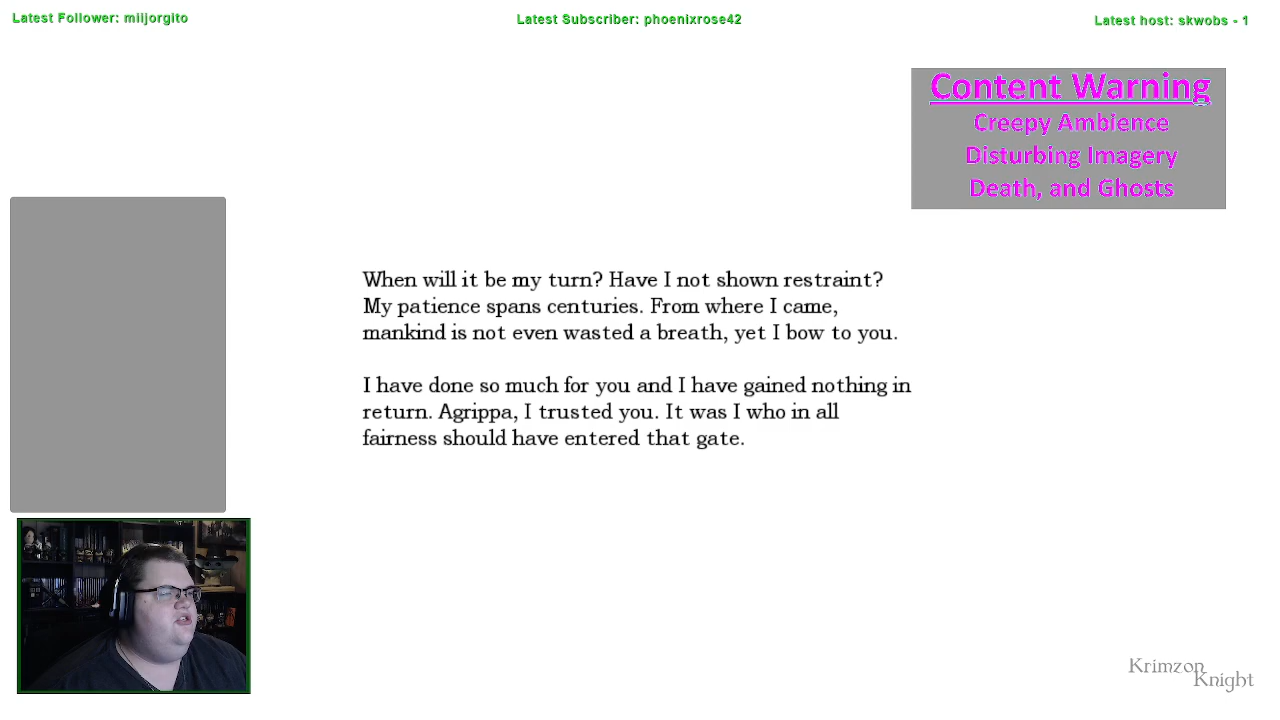 Latest Follower: miijorgito
Latest Subscriber: phoenixrose42
Latest host: skwobs - 1
Content Warning
Creepy Ambience
Disturbing Imagery
Death, and Ghosts
When will it be my turn? Have I not shown restraint?
My patience spans centuries. From where I came,
mankind is not even wasted a breath, yet I bow to you.
I have done so much for you and I have gained nothing in
return. Agrippa, I trusted you. It was I who in all
fairness should have entered that gate.
Krimzon
Knight